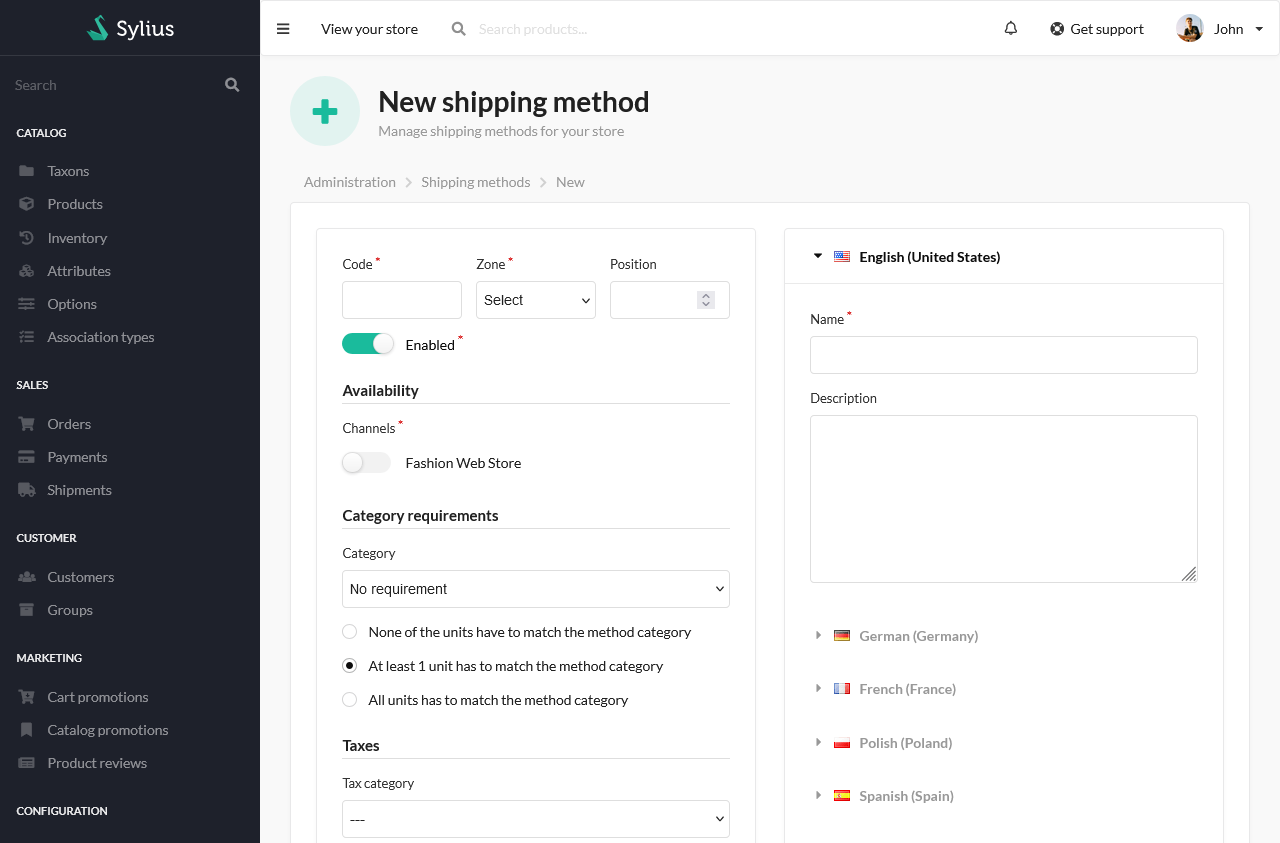 Sylius
View your store
Search products...
Get support
John
Search
CATALOG
Taxons
Products
Inventory
Attributes
Options
Association types
SALES
Orders
Payments
Shipments
CUSTOMER
Customers
Groups
MARKETING
Cart promotions
Catalog promotions
Product reviews
CONFIGURATION
New shipping method
Manage shipping methods for your store
Administration > Shipping methods > New
Code* Zone* Position
Select
Enabled*
Availability
Channels*
Fashion Web Store
Category requirements
Category
No requirement
None of the units have to match the method category
At least 1 unit has to match the method category
All units has to match the method category
Taxes
Tax category
---
English (United States)
Name*
Description
German (Germany)
French (France)
Polish (Poland)
Spanish (Spain)